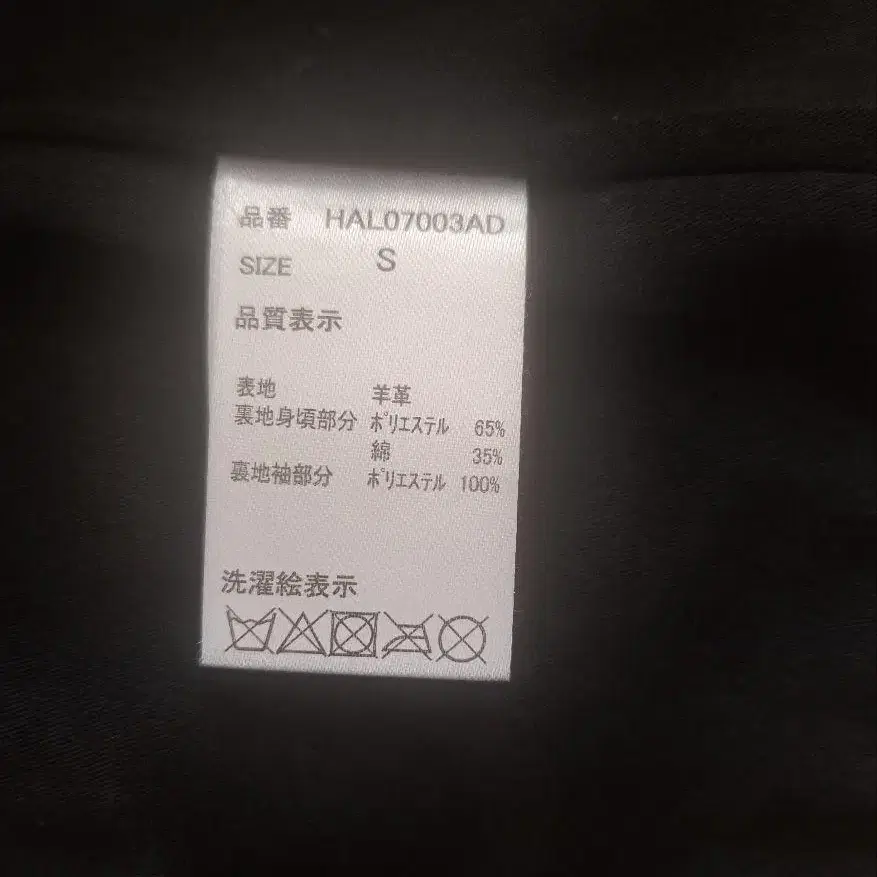 品番 HAL07003AD
SIZE S
品質表示
表地 羊革
裏地身頃部分 ﾎﾟﾘｴｽﾃﾙ 65%
綿 35%
裏地袖部分 ﾎﾟﾘｴｽﾃﾙ 100%
洗濯絵表示